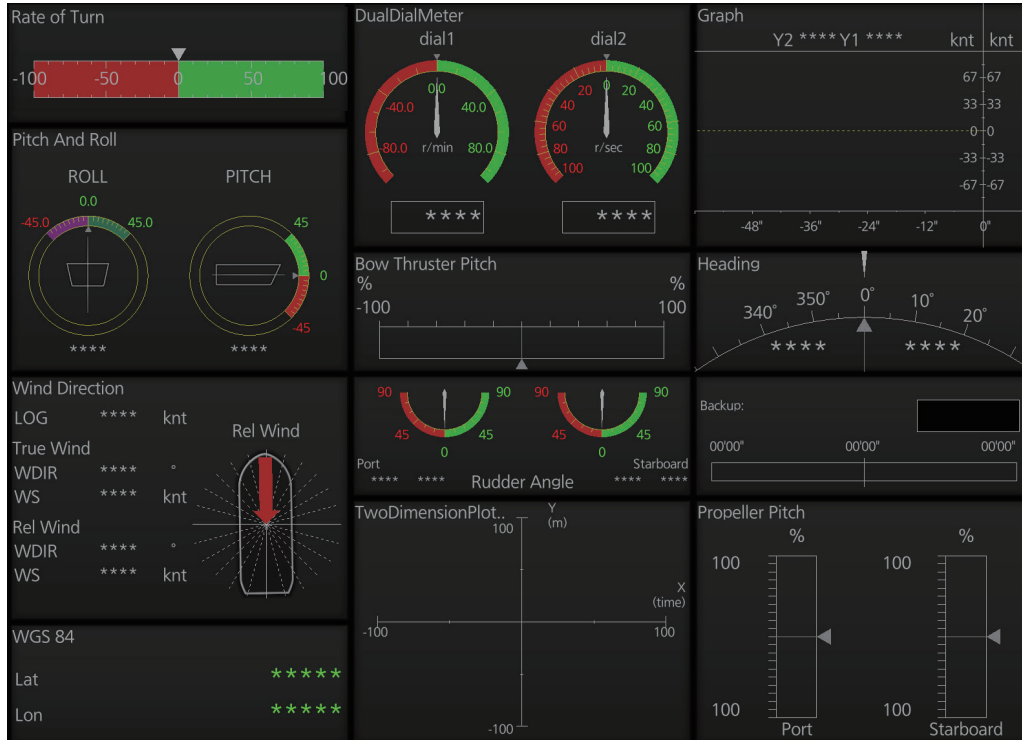 Rate of Turn
-100 -50 0 50 100
Pitch And Roll
ROLL PITCH
0.0
-45.0 45.0
45
0
-45
**** ****
Wind Direction
LOG **** knt
True Wind
WDIR **** °
WS **** knt
Rel Wind
WDIR **** °
WS **** knt
Rel Wind
WGS 84
Lat *****
Lon *****
DualDialMeter
dial1 dial2
0.0
-40.0 40.0
-80.0 80.0
r/min
0
20 20
40 40
60 60
80 80
100 100
r/sec
**** ****
Bow Thruster Pitch
% %
-100 100
90 90 90 90
45 45 45 45
0 0
Port Starboard
**** **** **** ****
Rudder Angle
TwoDimensionPlot..
Y
(m)
100
X
(time)
-100 100
-100
Graph
Y2 **** Y1 **** knt knt
67 67
33 33
0 0
-33 -33
-67 -67
-48" -36" -24" -12" 0"
Heading
340° 350° 0° 10° 20°
**** ****
Backup:
00'00" 00'00" 00'00"
Propeller Pitch
% %
100 100
100 100
Port Starboard